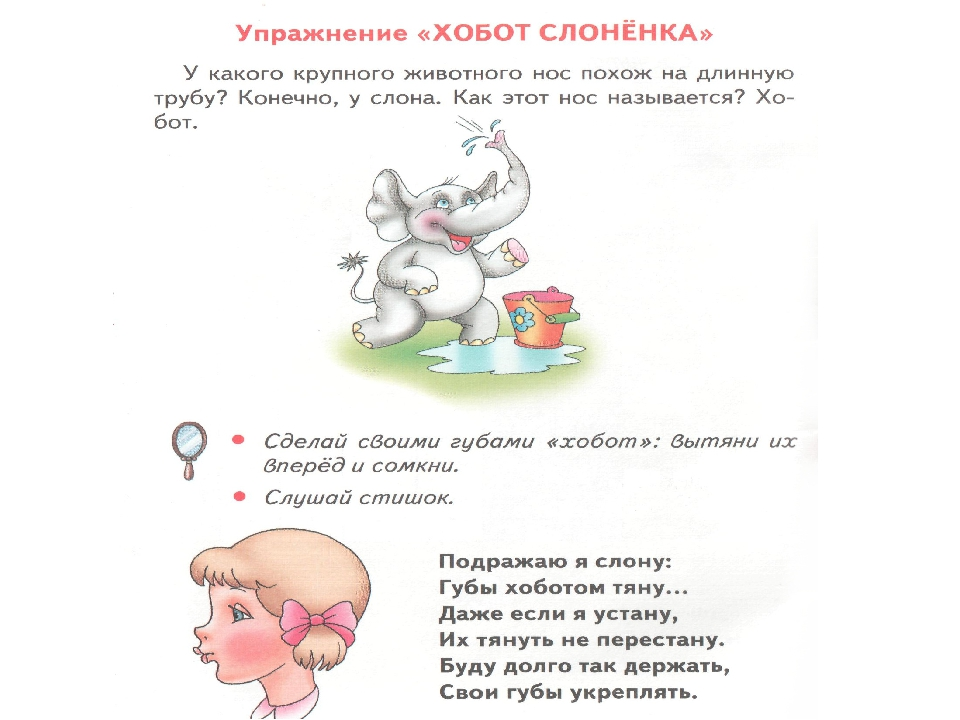 Упражнение «ХОБОТ СЛОНЁНКА»
У какого крупного животного нос похож на длинную
трубу? Конечно, у слона. Как этот нос называется? Хо-
бот.
• Сделай своими губами «хобот»: вытяни их
вперёд и сомкни.
• Слушай стишок.
Подражаю я слону:
Губы хоботом тяну...
Даже если я устану,
Их тянуть не перестану.
Буду долго так держать,
Свои губы укреплять.